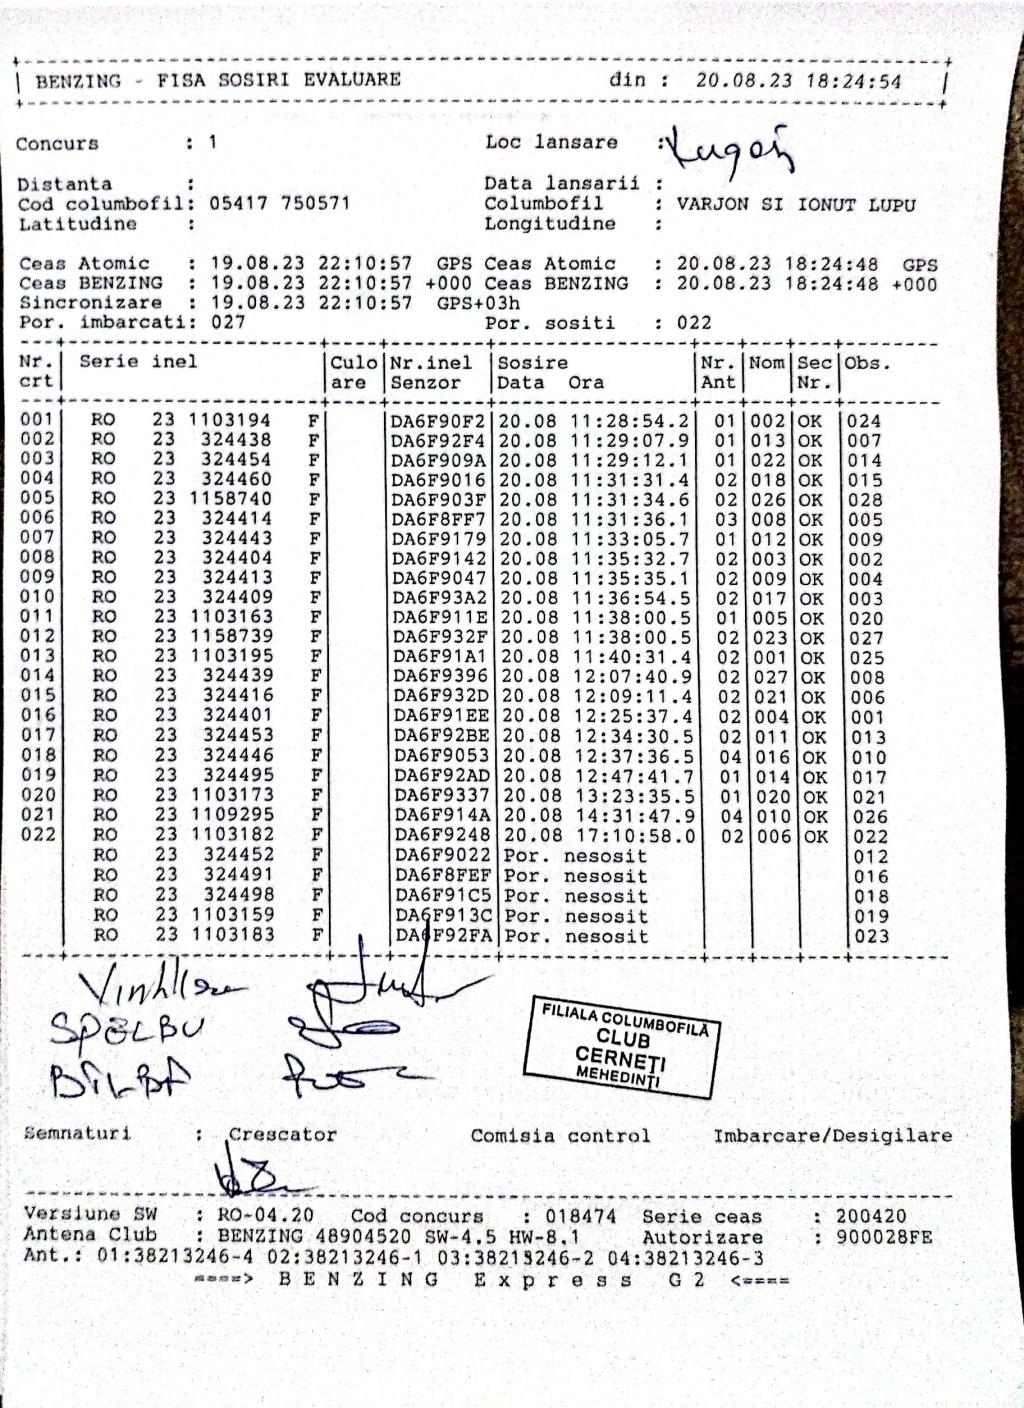 BENZING - FISA SOSIRI EVALUARE din : 20.08.23 18:24:54
Concurs : 1 Loc lansare : Lugoj
Distanta : Data lansarii :
Cod columbofil: 05417 750571 Columbofil : VARJON SI IONUT LUPU
Latitudine : Longitudine :
Ceas Atomic : 19.08.23 22:10:57 GPS Ceas Atomic : 20.08.23 18:24:48 GPS
Ceas BENZING : 19.08.23 22:10:57 +000 Ceas BENZING : 20.08.23 18:24:48 +000
Sincronizare : 19.08.23 22:10:57 GPS+03h
Por. imbarcati: 027 Por. sositi : 022
Nr. Serie inel Culo Nr.inel Sosire Nr. Nom Sec Obs.
crt are Senzor Data Ora Ant Nr.
001 RO 23 1103194 F DA6F90F2 20.08 11:28:54.2 01 002 OK 024
002 RO 23 324438 F DA6F92F4 20.08 11:29:07.9 01 013 OK 007
003 RO 23 324454 F DA6F909A 20.08 11:29:12.1 01 022 OK 014
004 RO 23 324460 F DA6F9016 20.08 11:31:31.4 02 018 OK 015
005 RO 23 1158740 F DA6F903F 20.08 11:31:34.6 02 026 OK 028
006 RO 23 324414 F DA6F8FF7 20.08 11:31:36.1 03 008 OK 005
007 RO 23 324443 F DA6F9179 20.08 11:33:05.7 01 012 OK 009
008 RO 23 324404 F DA6F9142 20.08 11:35:32.7 02 003 OK 002
009 RO 23 324413 F DA6F9047 20.08 11:35:35.1 02 009 OK 004
010 RO 23 324409 F DA6F93A2 20.08 11:36:54.5 02 017 OK 003
011 RO 23 1103163 F DA6F911E 20.08 11:38:00.5 01 005 OK 020
012 RO 23 1158739 F DA6F932F 20.08 11:38:00.5 02 023 OK 027
013 RO 23 1103195 F DA6F91A1 20.08 11:40:31.4 02 001 OK 025
014 RO 23 324439 F DA6F9396 20.08 12:07:40.9 02 027 OK 008
015 RO 23 324416 F DA6F932D 20.08 12:09:11.4 02 021 OK 006
016 RO 23 324401 F DA6F91EE 20.08 12:25:37.4 02 004 OK 001
017 RO 23 324453 F DA6F92BE 20.08 12:34:30.5 02 011 OK 013
018 RO 23 324446 F DA6F9053 20.08 12:37:36.5 04 016 OK 010
019 RO 23 324495 F DA6F92AD 20.08 12:47:41.7 01 014 OK 017
020 RO 23 1103173 F DA6F9337 20.08 13:23:35.5 01 020 OK 021
021 RO 23 1109295 F DA6F914A 20.08 14:31:47.9 04 010 OK 026
022 RO 23 1103182 F DA6F9248 20.08 17:10:58.0 02 006 OK 022
RO 23 324452 F DA6F9022 Por. nesosit 012
RO 23 324491 F DA6F8FEF Por. nesosit 016
RO 23 324498 F DA6F91C5 Por. nesosit 018
RO 23 1103159 F DA6F913C Por. nesosit 019
RO 23 1103183 F DA6F92FA Por. nesosit 023
FILIALA COLUMBOFILĂ
CLUB
CERNEȚI
MEHEDINȚI
Semnaturi : Crescator Comisia control Imbarcare/Desigilare
Versiune SW : RO-04.20 Cod concurs : 018474 Serie ceas : 200420
Antena Club : BENZING 48904520 SW-4.5 HW-8.1 Autorizare : 900028FE
Ant.: 01:38213246-4 02:38213246-1 03:38213246-2 04:38213246-3
====> B E N Z I N G E x p r e s s G 2 <====